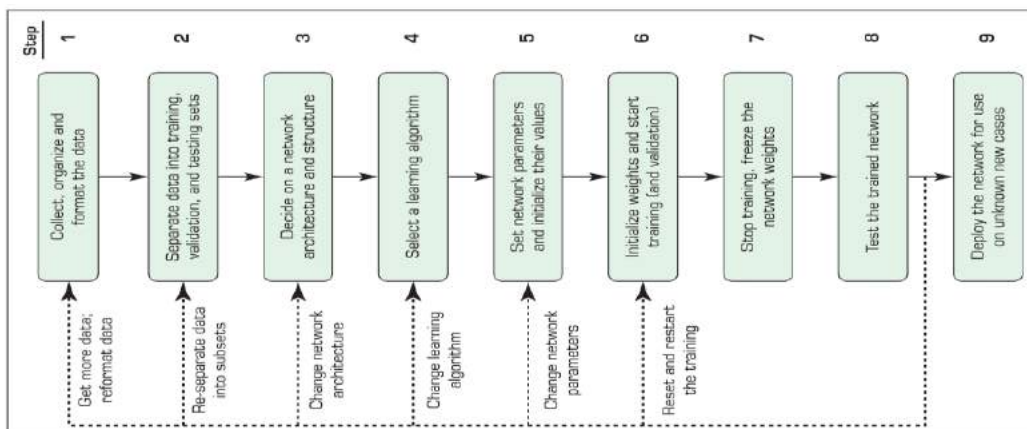 Step
1
Collect, organize and
format the data
Get more data;
reformat data
2
Separate data into training,
validation, and testing sets
Re-separate data
into subsets
3
Decide on a network
architecture and structure
Change network
architecture
4
Select a learning algorithm
Change learning
algorithm
5
Set network parameters
and initialize their values
Change network
parameters
6
Initialize weights and start
training (and validation)
Reset and restart
the training
7
Stop training, freeze the
network weights
8
Test the trained network
9
Deploy the network for use
on unknown new cases